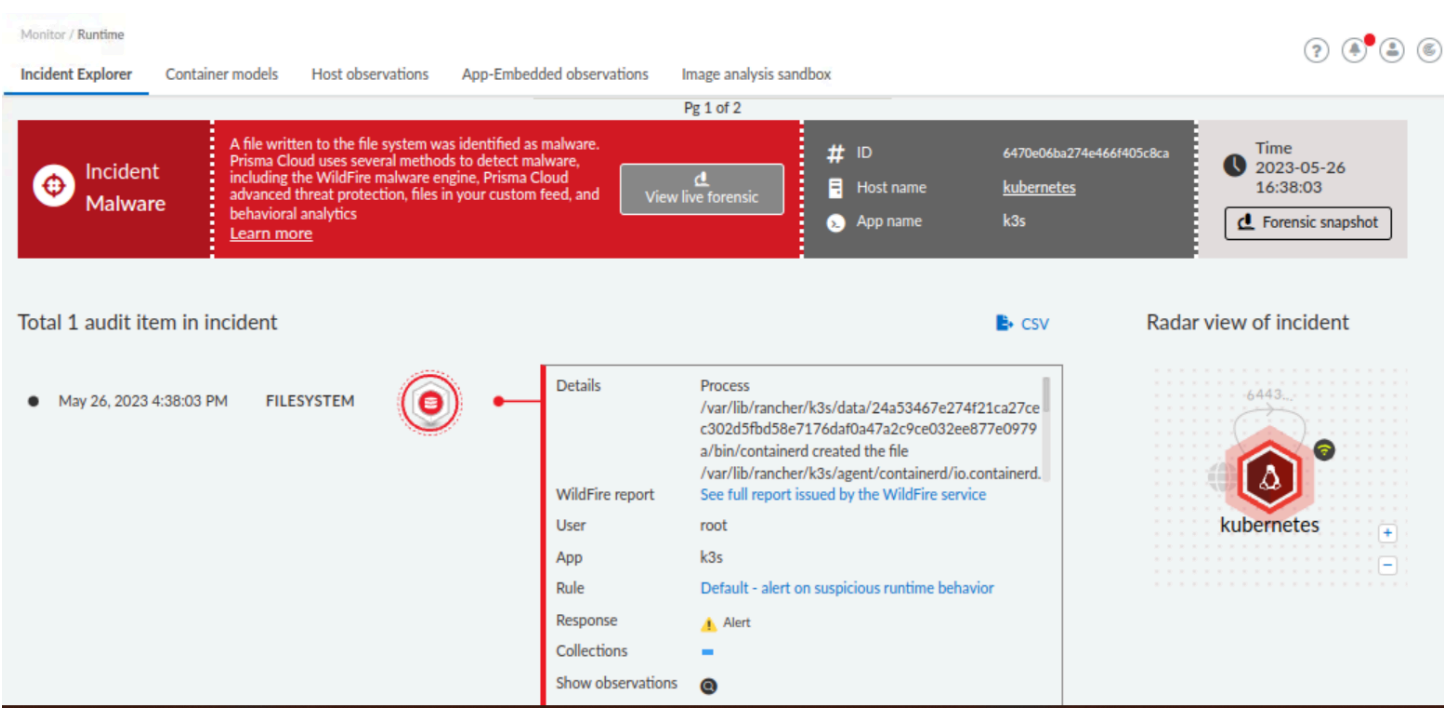 Monitor / Runtime
Incident Explorer Container models Host observations App-Embedded observations Image analysis sandbox
Pg 1 of 2
Incident
Malware
A file written to the file system was identified as malware.
Prisma Cloud uses several methods to detect malware,
including the WildFire malware engine, Prisma Cloud
advanced threat protection, files in your custom feed, and
behavioral analytics
Learn more
View live forensic
# ID 6470e06ba274e466f405c8ca
Host name kubernetes
App name k3s
Time
2023-05-26
16:38:03
Forensic snapshot
Total 1 audit item in incident
CSV
Radar view of incident
May 26, 2023 4:38:03 PM FILESYSTEM
Details Process
/var/lib/rancher/k3s/data/24a53467e274f21ca27ce
c302d5fbd58e7176daf0a47a2c9ce032ee877e0979
a/bin/containerd created the file
/var/lib/rancher/k3s/agent/containerd/io.containerd.
WildFire report See full report issued by the WildFire service
User root
App k3s
Rule Default - alert on suspicious runtime behavior
Response Alert
Collections
Show observations
6443...
kubernetes
+
−